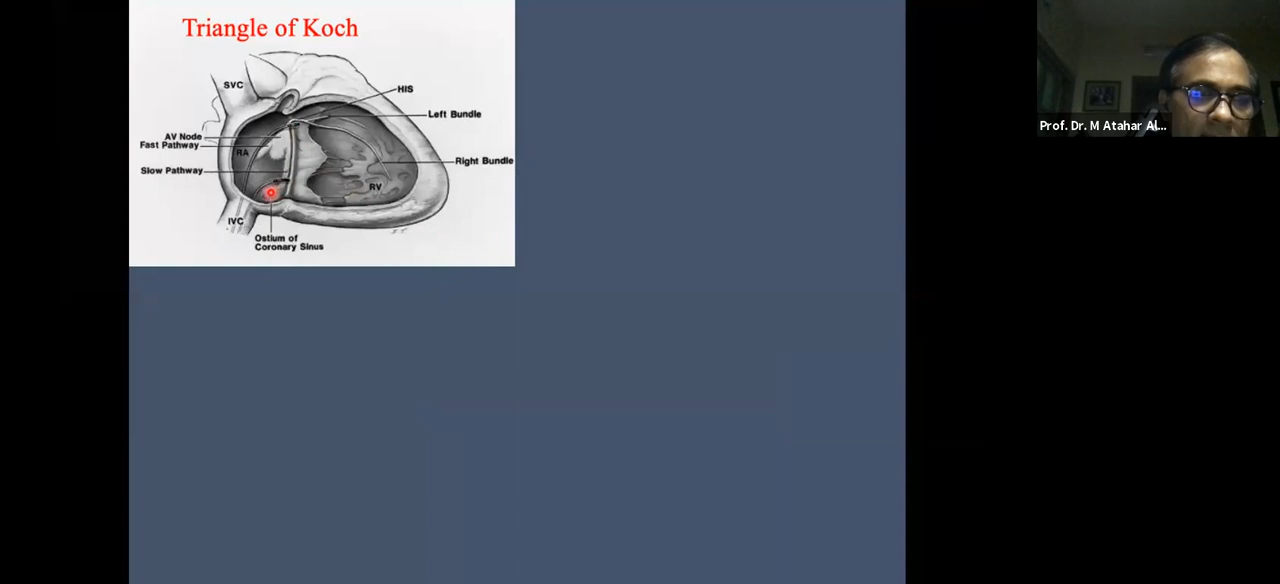 Triangle of Koch
SVC
HIS
Left Bundle
AV Node
Fast Pathway
RA
Slow Pathway
Right Bundle
RV
IVC
Ostium of
Coronary Sinus
Prof. Dr. M Atahar Al...